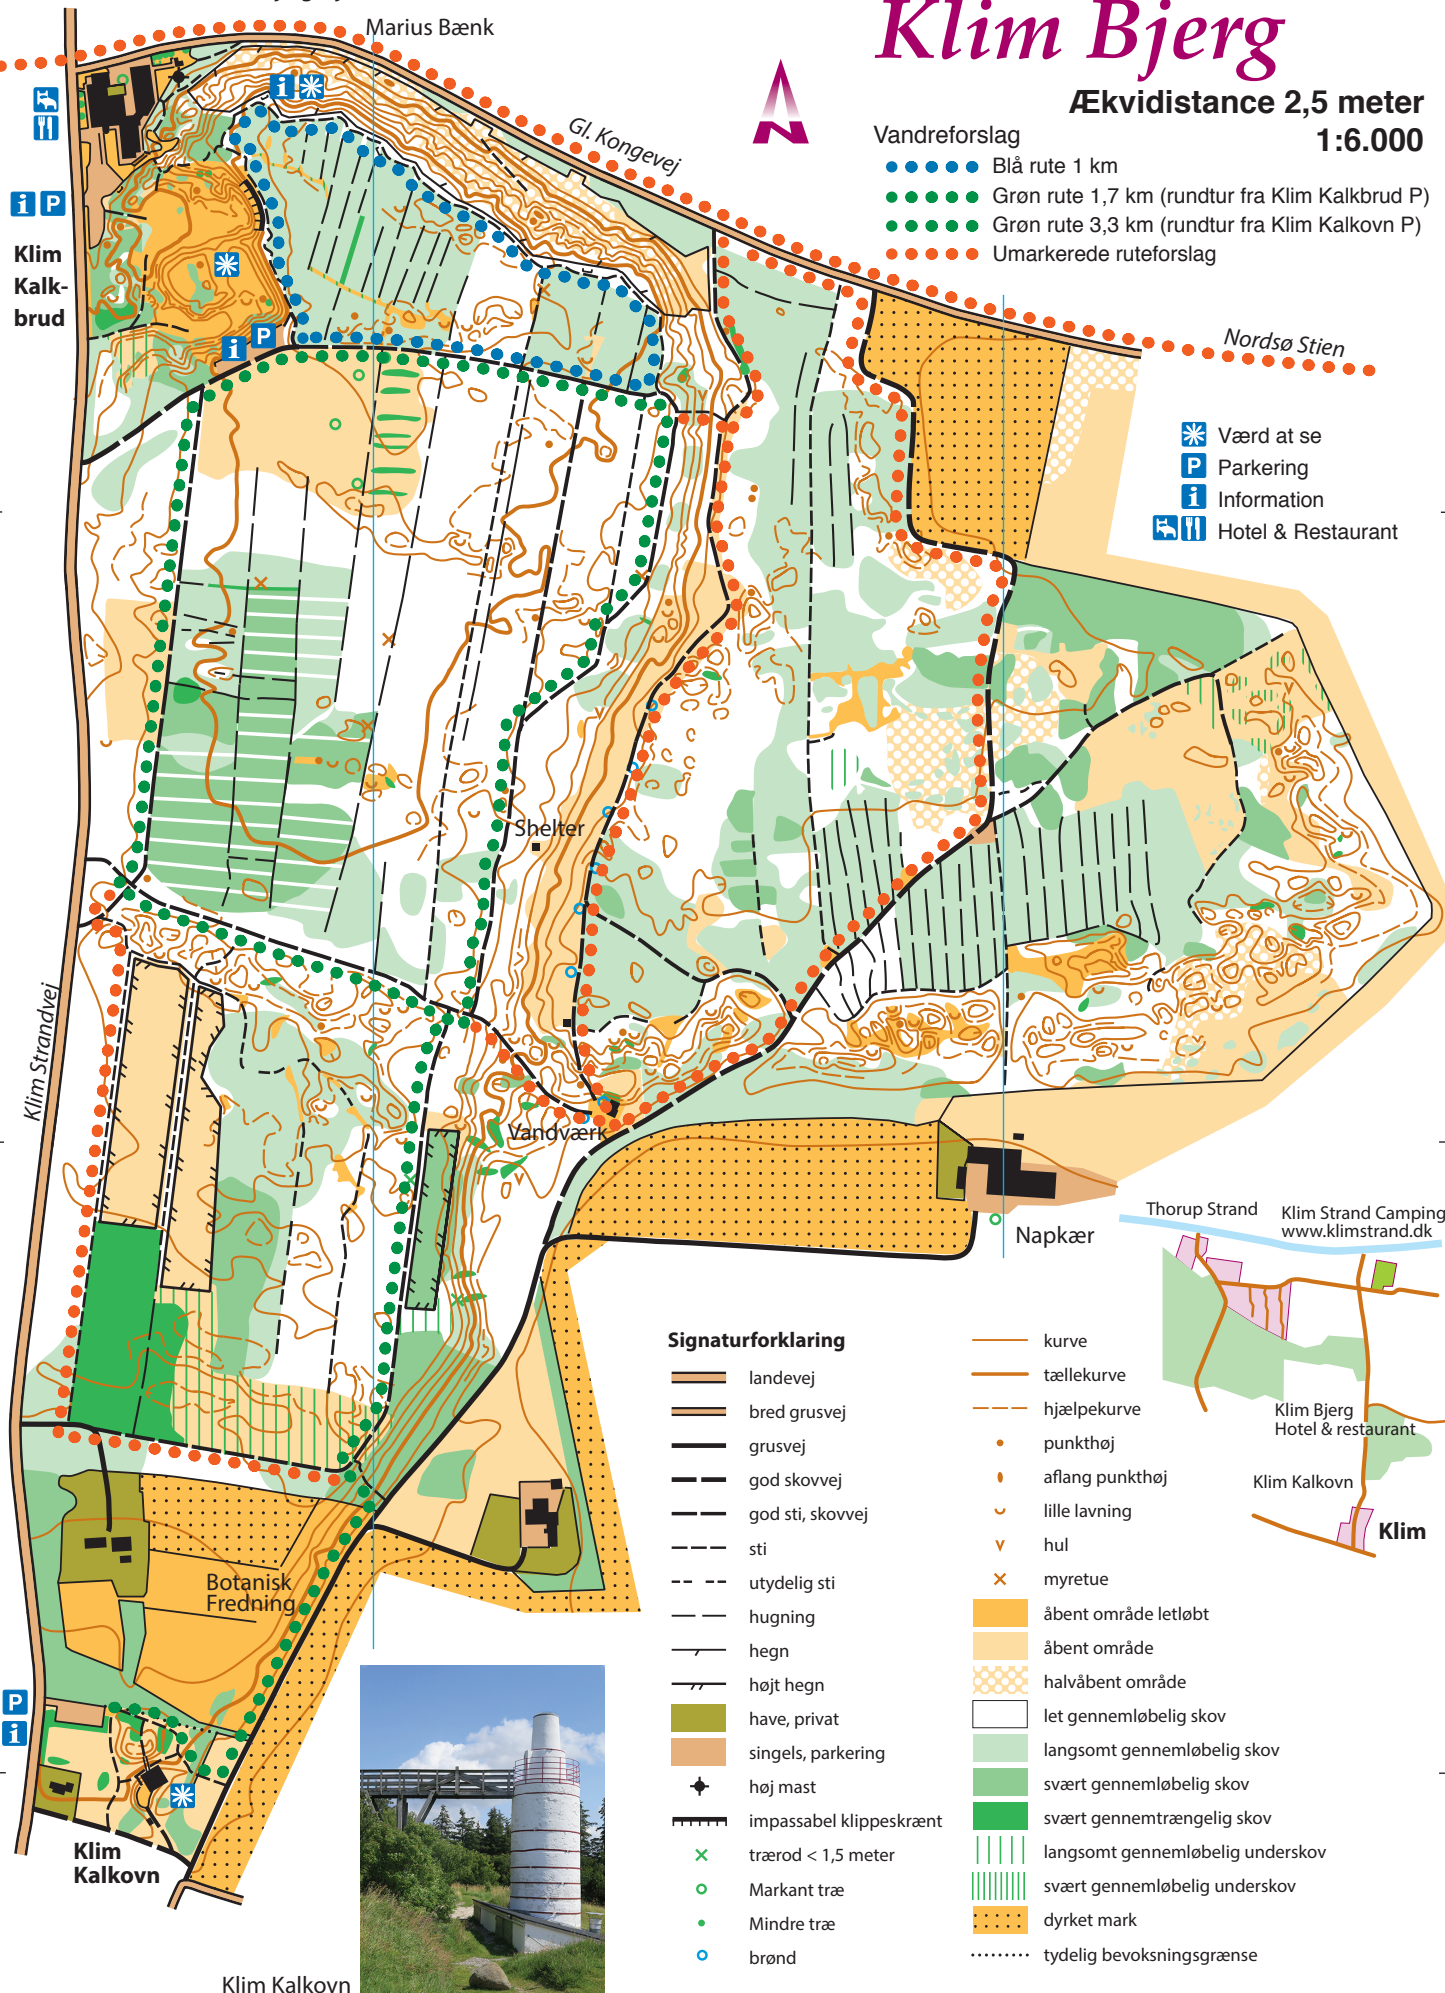 Marius Bænk
Klim Bjerg
Ækvidistance 2,5 meter
1:6.000
Vandreforslag
Blå rute 1 km
Grøn rute 1,7 km (rundtur fra Klim Kalkbrud P)
Grøn rute 3,3 km (rundtur fra Klim Kalkovn P)
Umarkerede ruteforslag
Gl. Kongevej
Nordsø Stien
i
i P
Klim
Kalk-
brud
P
i
Værd at se
P Parkering
i Information
Hotel & Restaurant
Shelter
Klim Strandvej
Vandværk
Napkær
Botanisk
Fredning
P
i
Klim
Kalkovn
Klim Kalkovn
Thorup Strand
Klim Strand Camping
www.klimstrand.dk
Klim Bjerg
Hotel & restaurant
Klim Kalkovn
Klim
Signaturforklaring
landevej
bred grusvej
grusvej
god skovvej
god sti, skovvej
sti
utydelig sti
hugning
hegn
højt hegn
have, privat
singels, parkering
høj mast
impassabel klippeskrænt
trærod < 1,5 meter
Markant træ
Mindre træ
brønd
kurve
tællekurve
hjælpekurve
punkthøj
aflang punkthøj
lille lavning
hul
myretue
åbent område letløbt
åbent område
halvåbent område
let gennemløbelig skov
langsomt gennemløbelig skov
svært gennemløbelig skov
svært gennemtrængelig skov
langsomt gennemløbelig underskov
svært gennemløbelig underskov
dyrket mark
tydelig bevoksningsgrænse